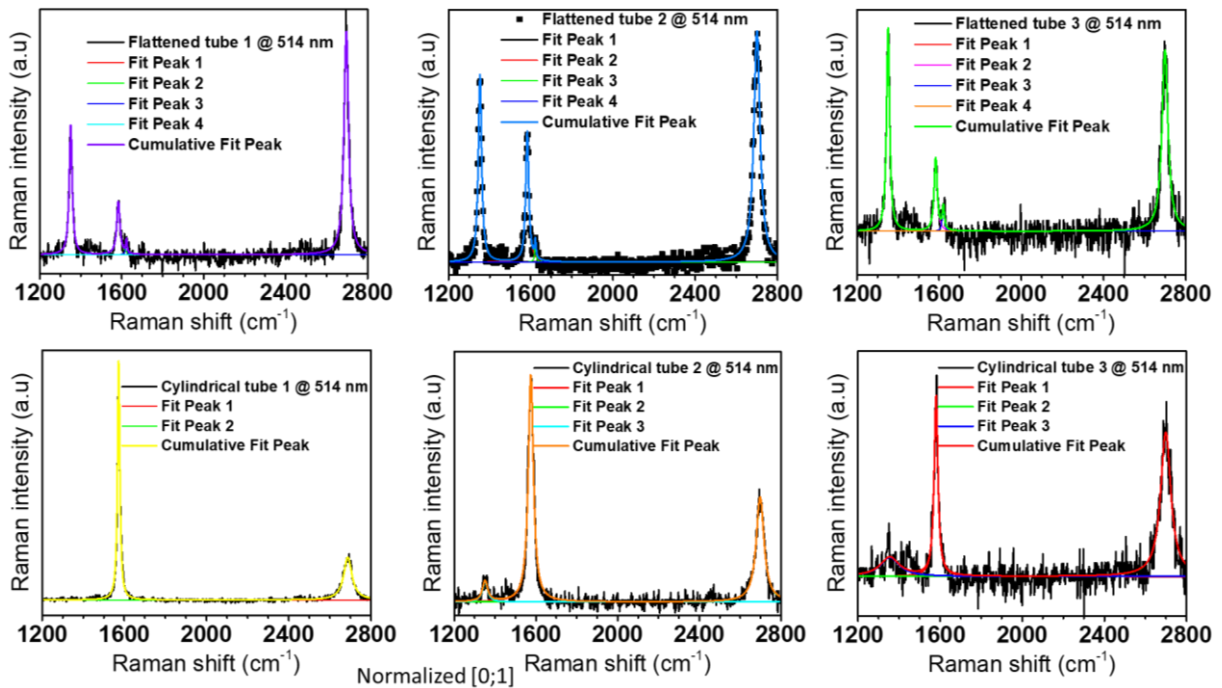 Raman intensity (a.u)
Flattened tube 1 @ 514 nm
Fit Peak 1
Fit Peak 2
Fit Peak 3
Fit Peak 4
Cumulative Fit Peak
1200 1600 2000 2400 2800
Raman shift (cm⁻¹)
Raman intensity (a.u)
Flattened tube 2 @ 514 nm
Fit Peak 1
Fit Peak 2
Fit Peak 3
Fit Peak 4
Cumulative Fit Peak
1200 1600 2000 2400 2800
Raman shift (cm⁻¹)
Raman intensity (a.u)
Flattened tube 3 @ 514 nm
Fit Peak 1
Fit Peak 2
Fit Peak 3
Fit Peak 4
Cumulative Fit Peak
1200 1600 2000 2400 2800
Raman shift (cm⁻¹)
Raman intensity (a.u)
Cylindrical tube 1 @ 514 nm
Fit Peak 1
Fit Peak 2
Cumulative Fit Peak
1200 1600 2000 2400 2800
Raman shift (cm⁻¹)
Raman intensity (a.u)
Cylindrical tube 2 @ 514 nm
Fit Peak 1
Fit Peak 2
Fit Peak 3
Cumulative Fit Peak
1200 1600 2000 2400 2800
Raman shift (cm⁻¹)
Raman intensity (a.u)
Cylindrical tube 3 @ 514 nm
Fit Peak 1
Fit Peak 2
Fit Peak 3
Cumulative Fit Peak
1200 1600 2000 2400 2800
Raman shift (cm⁻¹)
Normalized [0;1]